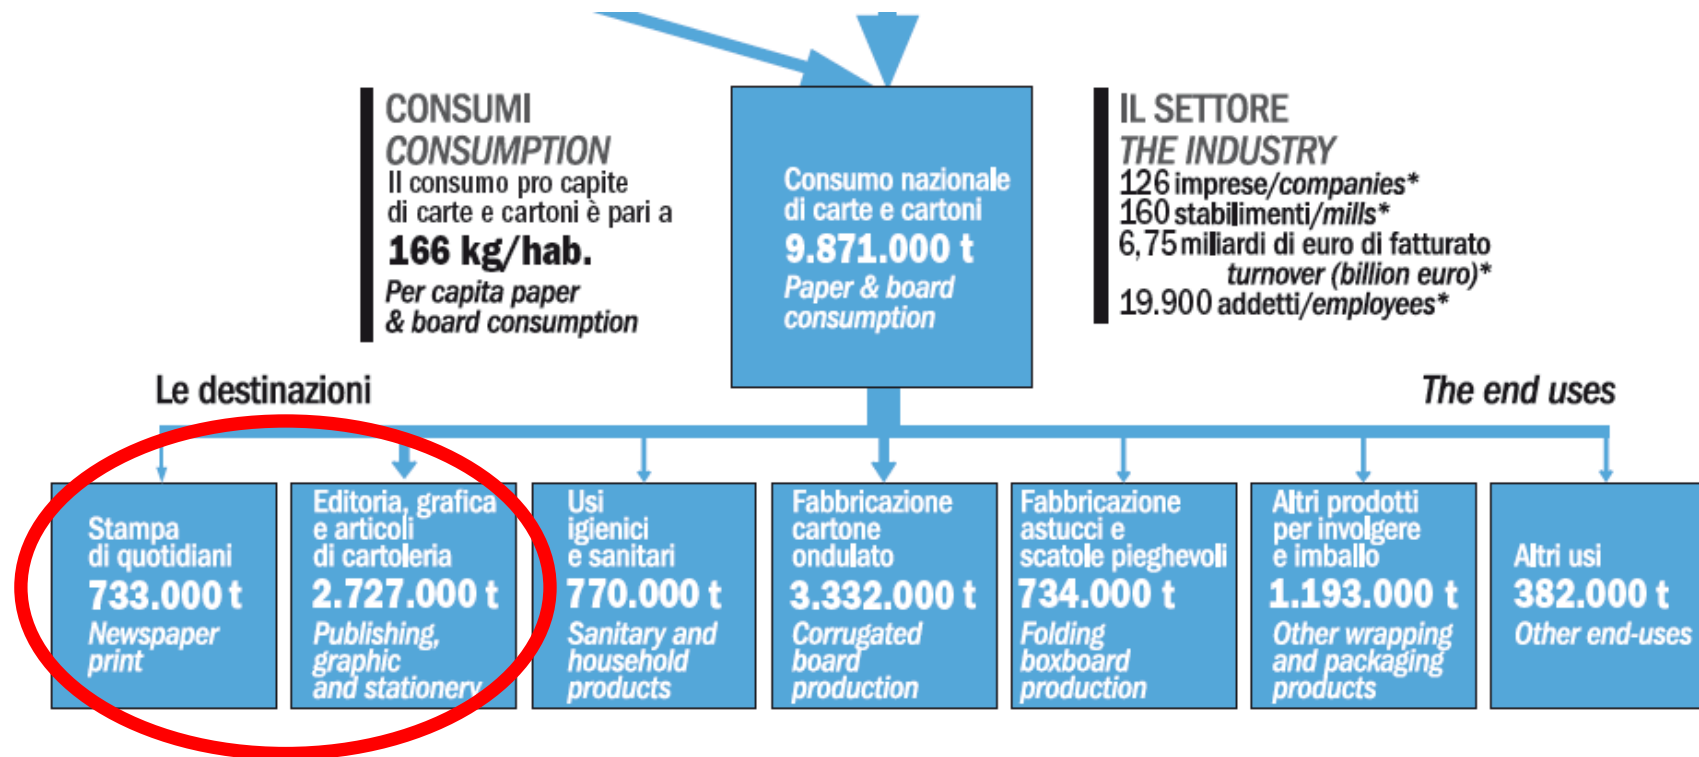 CONSUMI
CONSUMPTION
Il consumo pro capite
di carte e cartoni è pari a
166 kg/hab.
Per capita paper
& board consumption
Consumo nazionale
di carte e cartoni
9.871.000 t
Paper & board
consumption
IL SETTORE
THE INDUSTRY
126 imprese/companies*
160 stabilimenti/mills*
6,75 miliardi di euro di fatturato
turnover (billion euro)*
19.900 addetti/employees*
Le destinazioni
The end uses
Stampa
di quotidiani
733.000 t
Newspaper
print
Editoria, grafica
e articoli
di cartoleria
2.727.000 t
Publishing,
graphic
and stationery
Usi
igienici
e sanitari
770.000 t
Sanitary and
household
products
Fabbricazione
cartone
ondulato
3.332.000 t
Corrugated
board
production
Fabbricazione
astucci e
scatole pieghevoli
734.000 t
Folding
boxboard
production
Altri prodotti
per involgere
e imballo
1.193.000 t
Other wrapping
and packaging
products
Altri usi
382.000 t
Other end-uses